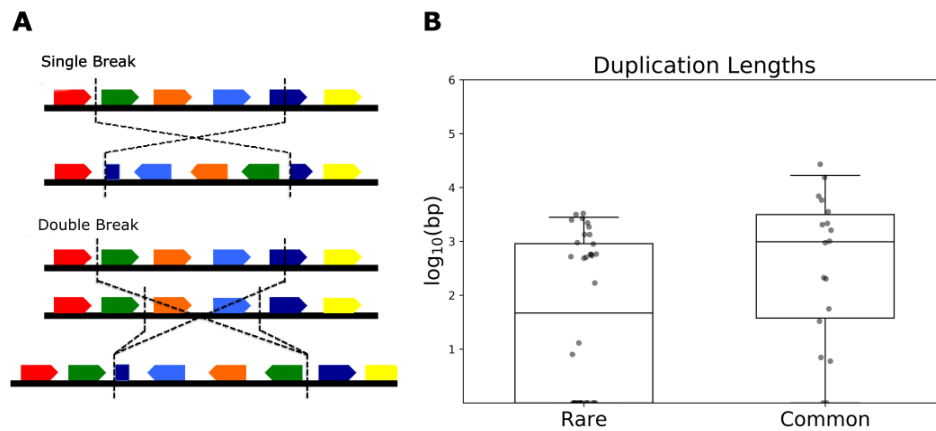 A
Single Break
Double Break
B
Duplication Lengths
6
5
4
3
2
1
log10(bp)
Rare
Common